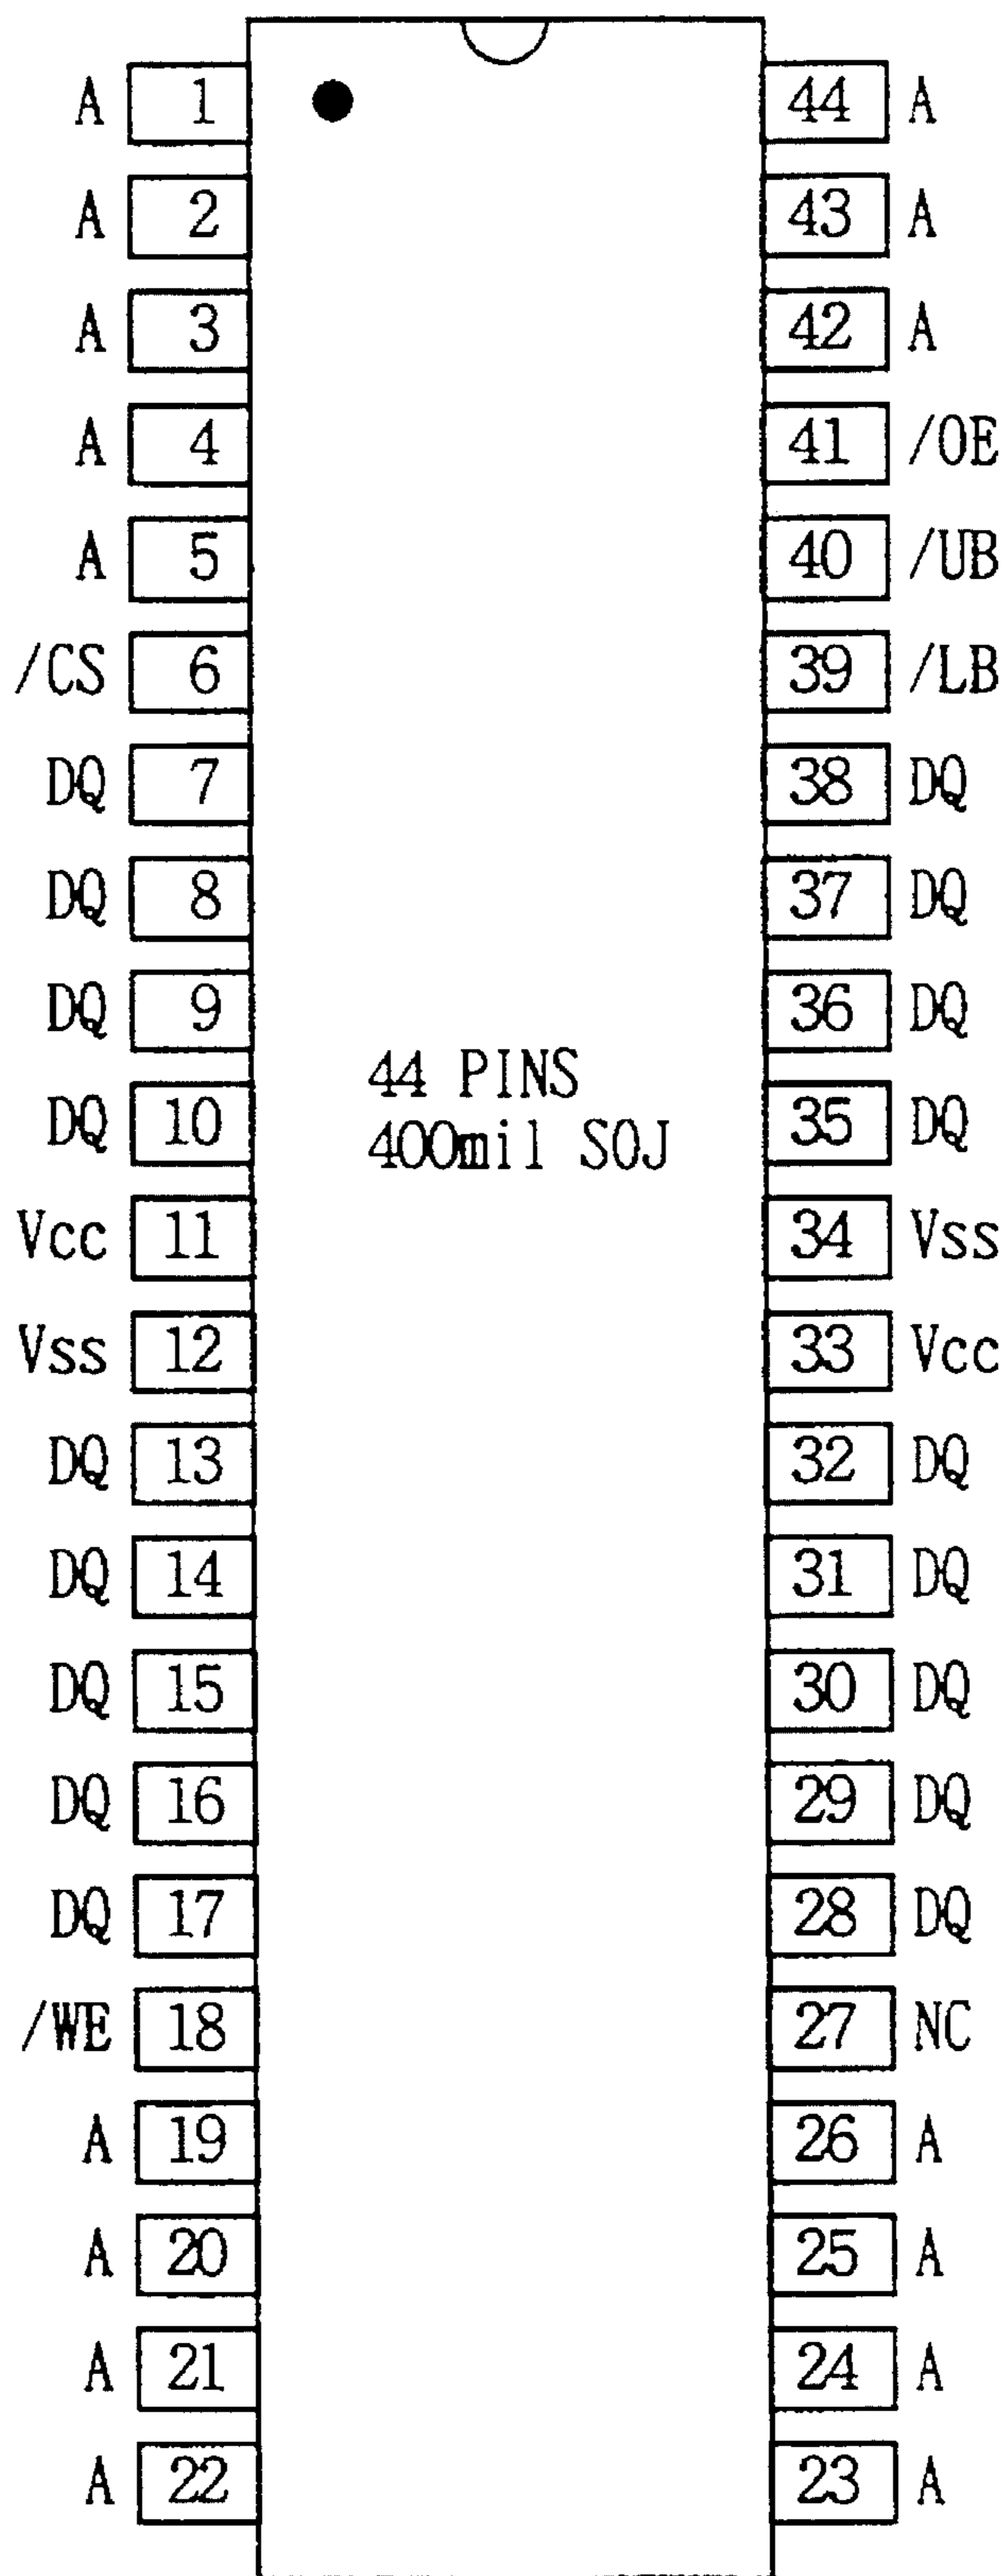 A 1 44 A
A 2 43 A
A 3 42 A
A 4 41 /OE
A 5 40 /UB
/CS 6 39 /LB
DQ 7 38 DQ
DQ 8 37 DQ
DQ 9 36 DQ
44 PINS
DQ 10 35 DQ
400mil SOJ
Vcc 11 34 Vss
Vss 12 33 Vcc
DQ 13 32 DQ
DQ 14 31 DQ
DQ 15 30 DQ
DQ 16 29 DQ
DQ 17 28 DQ
/WE 18 27 NC
A 19 26 A
A 20 25 A
A 21 24 A
A 22 23 A